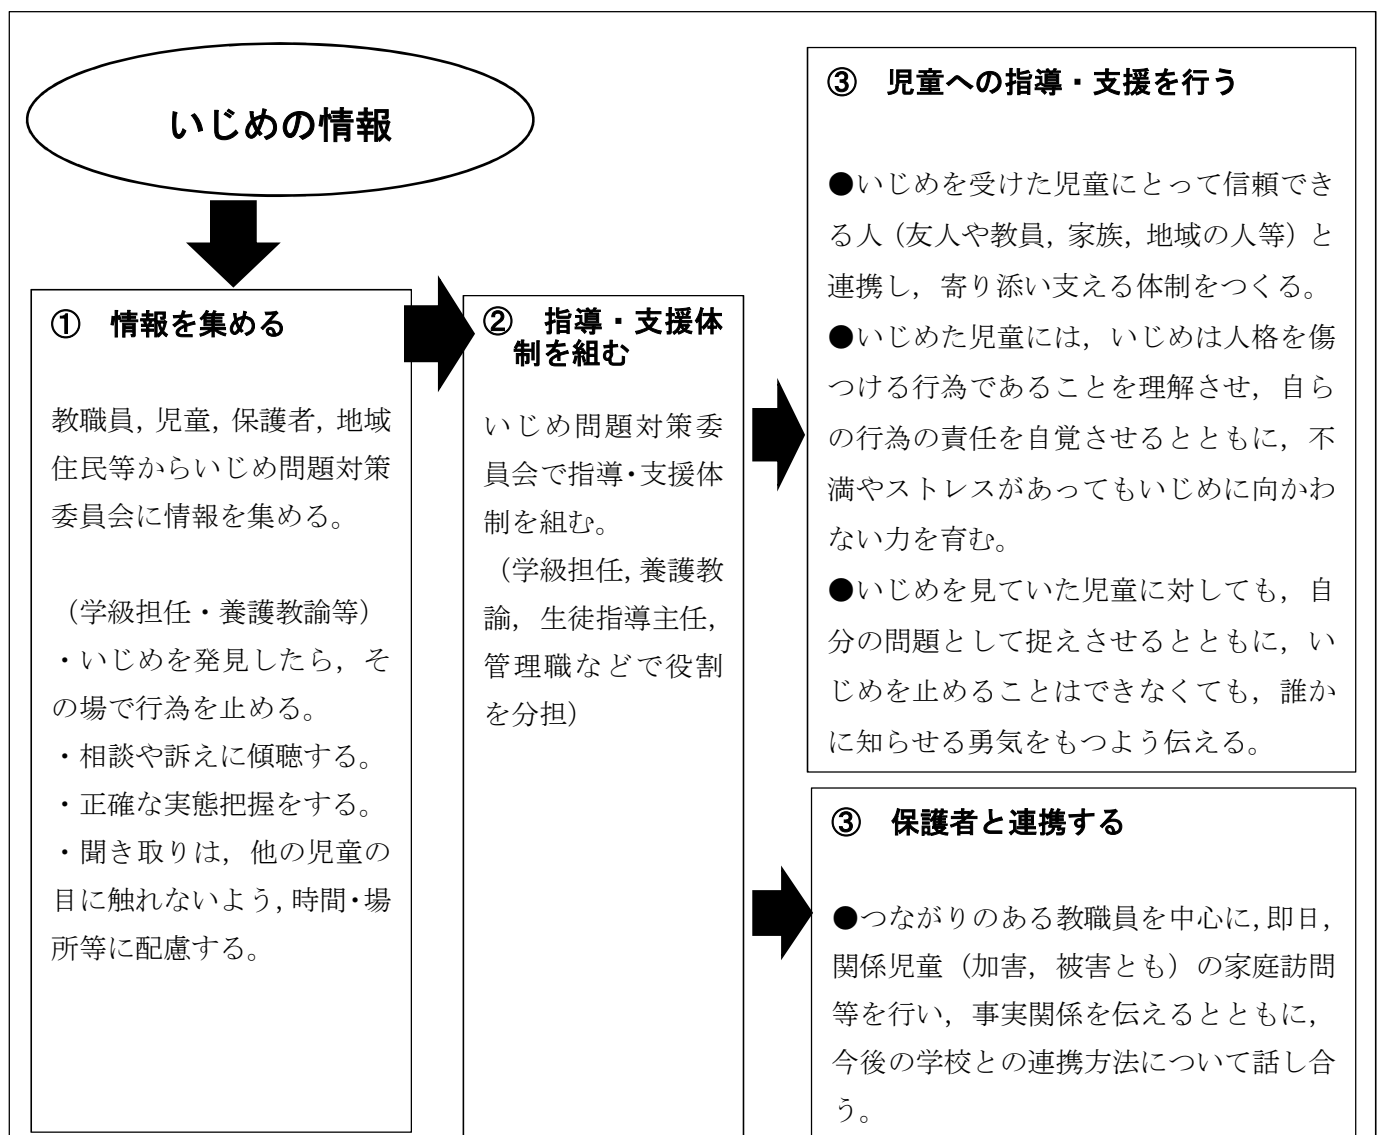 いじめの情報
① 情報を集める
教職員，児童，保護者，地域
住民等からいじめ問題対策
委員会に情報を集める。
（学級担任・養護教諭等）
・いじめを発見したら，そ
の場で行為を止める。
・相談や訴えに傾聴する。
・正確な実態把握をする。
・聞き取りは，他の児童の
目に触れないよう，時間・場
所等に配慮する。
② 指導・支援体
制を組む
いじめ問題対策委
員会で指導・支援体
制を組む。
（学級担任，養護教
諭，生徒指導主任，
管理職などで役割
を分担）
③ 児童への指導・支援を行う
●いじめを受けた児童にとって信頼でき
る人（友人や教員，家族，地域の人等）と
連携し，寄り添い支える体制をつくる。
●いじめた児童には，いじめは人格を傷
つける行為であることを理解させ，自ら
の行為の責任を自覚させるとともに，不
満やストレスがあってもいじめに向かわ
ない力を育む。
●いじめを見ていた児童に対しても，自
分の問題として捉えさせるとともに，い
じめを止めることはできなくても，誰か
に知らせる勇気をもつよう伝える。
③ 保護者と連携する
●つながりのある教職員を中心に，即日，
関係児童（加害，被害とも）の家庭訪問
等を行い，事実関係を伝えるとともに，
今後の学校との連携方法について話し合
う。